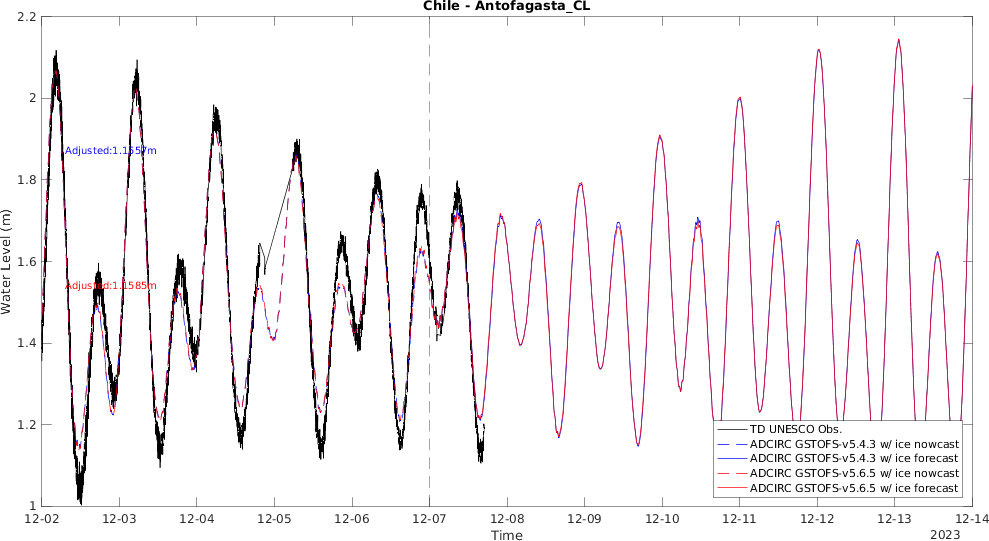 Chile - Antofagasta_CL
2.2
2
1.8
1.6
1.4
1.2
1
Water Level (m)
Adjusted:1.1557m
Adjusted:1.1585m
TD UNESCO Obs.
ADCIRC GSTOFS-v5.4.3 w/ ice nowcast
ADCIRC GSTOFS-v5.4.3 w/ ice forecast
ADCIRC GSTOFS-v5.6.5 w/ ice nowcast
ADCIRC GSTOFS-v5.6.5 w/ ice forecast
12-02 12-03 12-04 12-05 12-06 12-07 12-08 12-09 12-10 12-11 12-12 12-13 12-14
Time
2023